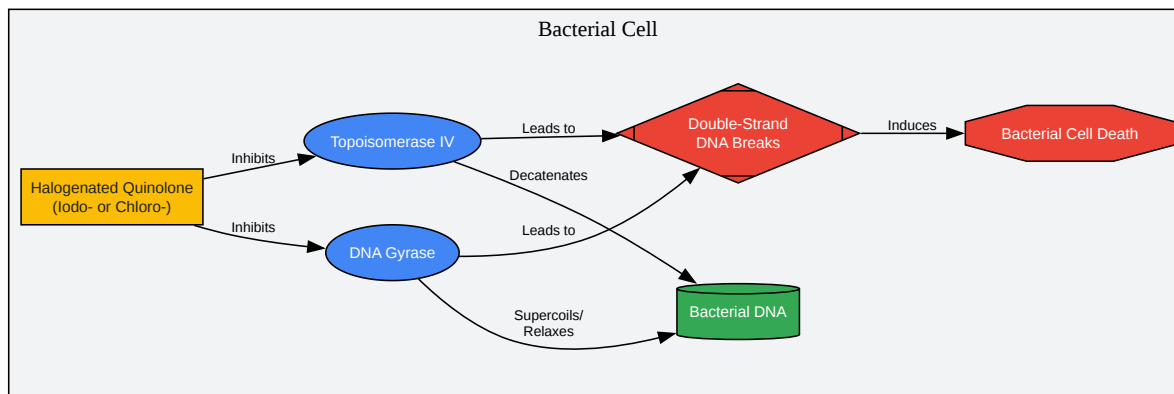 Bacterial Cell
Halogenated Quinolone
(Iodo- or Chloro-)
Inhibits
Inhibits
Topoisomerase IV
DNA Gyrase
Leads to
Decatenates
Leads to
Supercoils/
Relaxes
Double-Strand
DNA Breaks
Bacterial DNA
Induces
Bacterial Cell Death